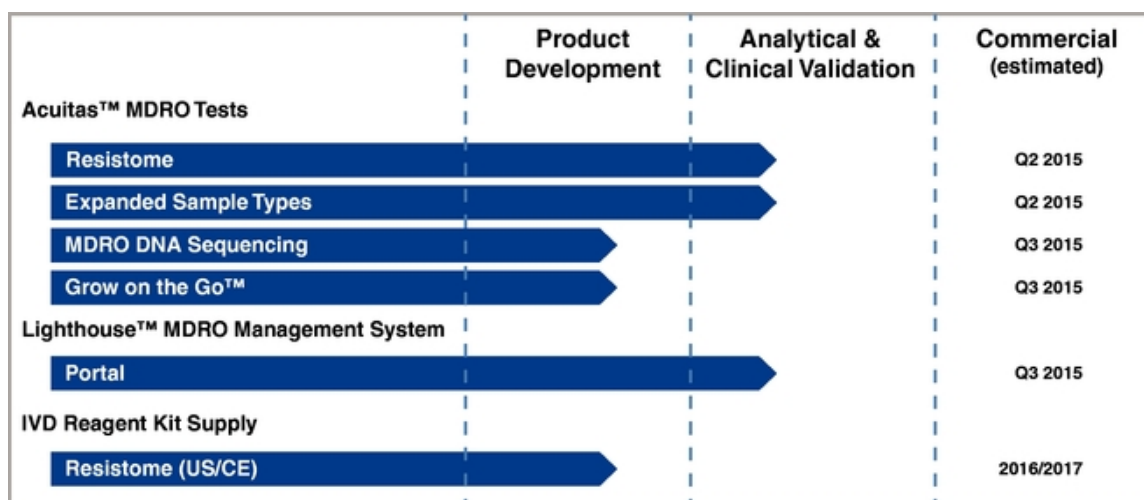 Product Development
Analytical & Clinical Validation
Commercial (estimated)
Acuitas™ MDRO Tests
Resistome Q2 2015
Expanded Sample Types Q2 2015
MDRO DNA Sequencing Q3 2015
Grow on the Go™ Q3 2015
Lighthouse™ MDRO Management System
Portal Q3 2015
IVD Reagent Kit Supply
Resistome (US/CE) 2016/2017